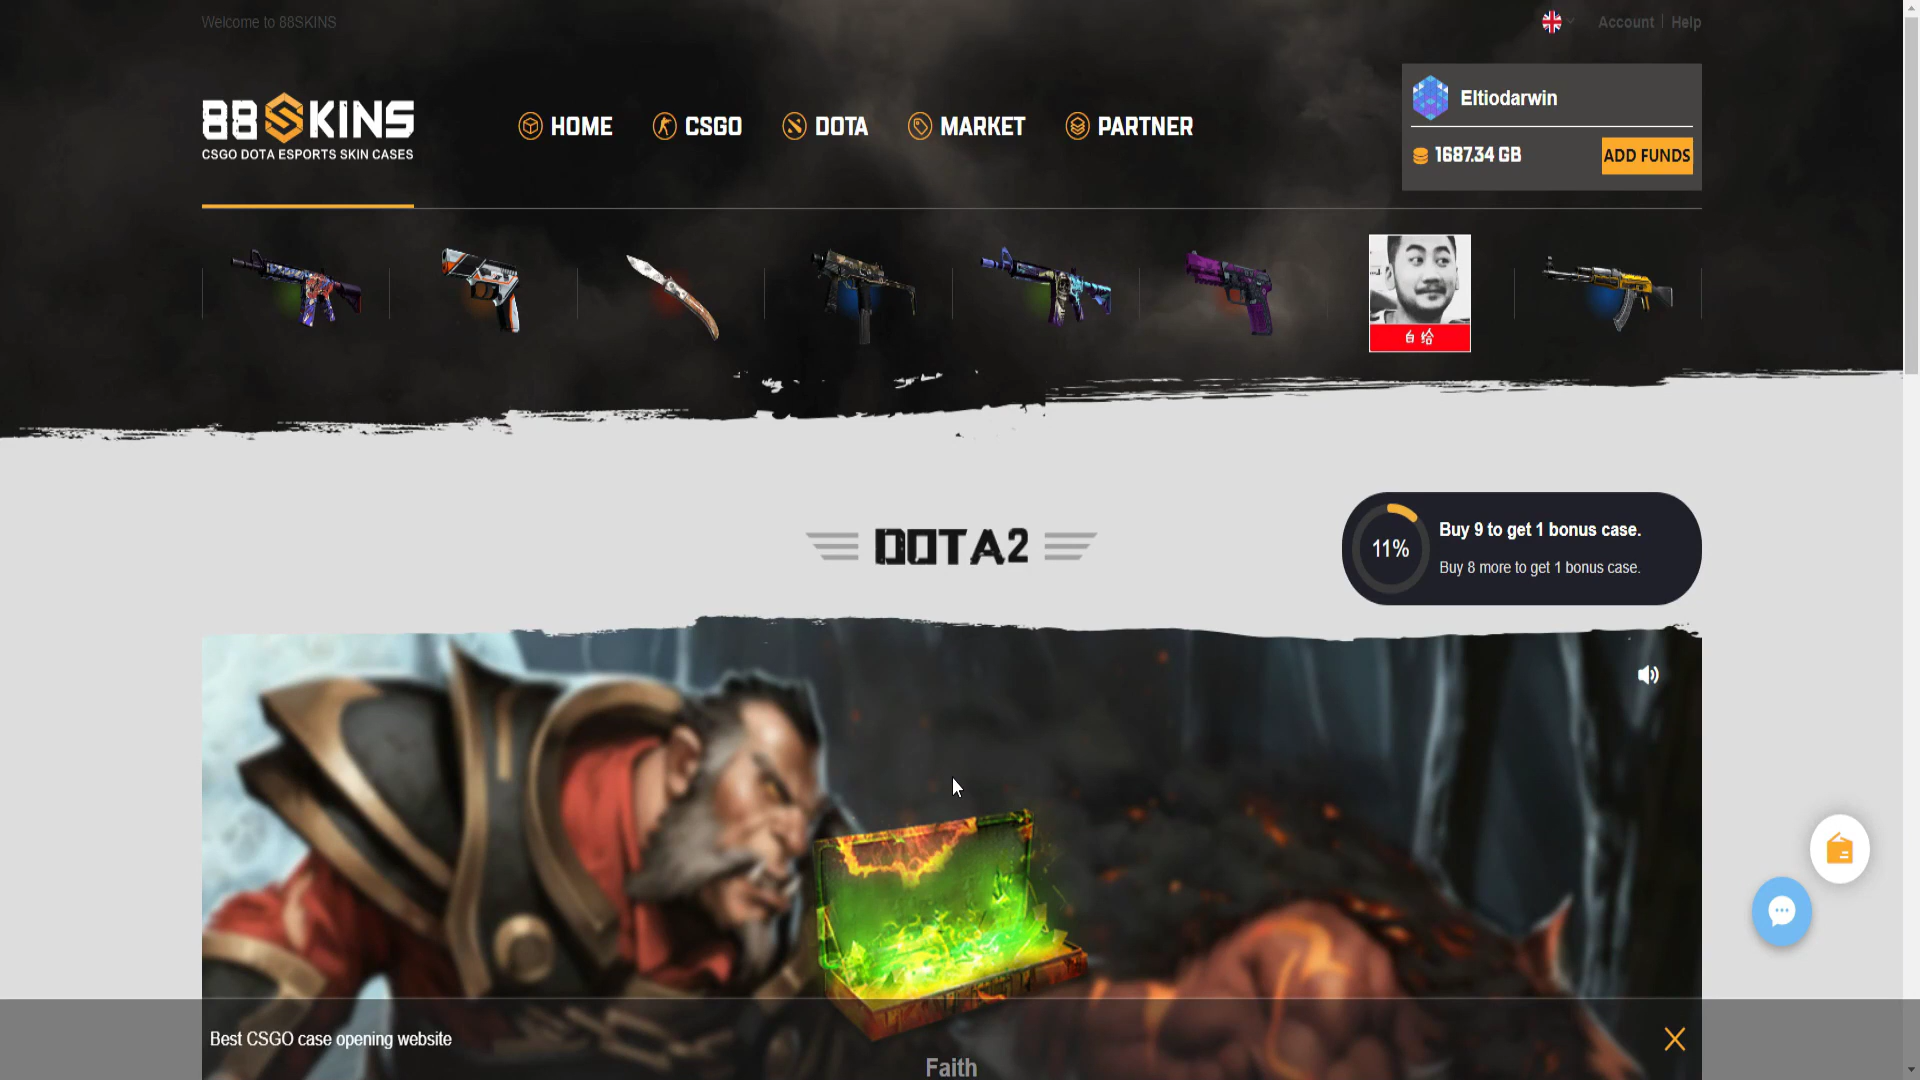 Welcome to 88SKINS
Account
Help
88SKINS
CSGO DOTA ESPORTS SKIN CASES
HOME
CSGO
DOTA
MARKET
PARTNER
Eltiodarwin
1687.34 GB
ADD FUNDS
白给
DOTA2
11%
Buy 9 to get 1 bonus case.
Buy 8 more to get 1 bonus case.
Best CSGO case opening website
Faith